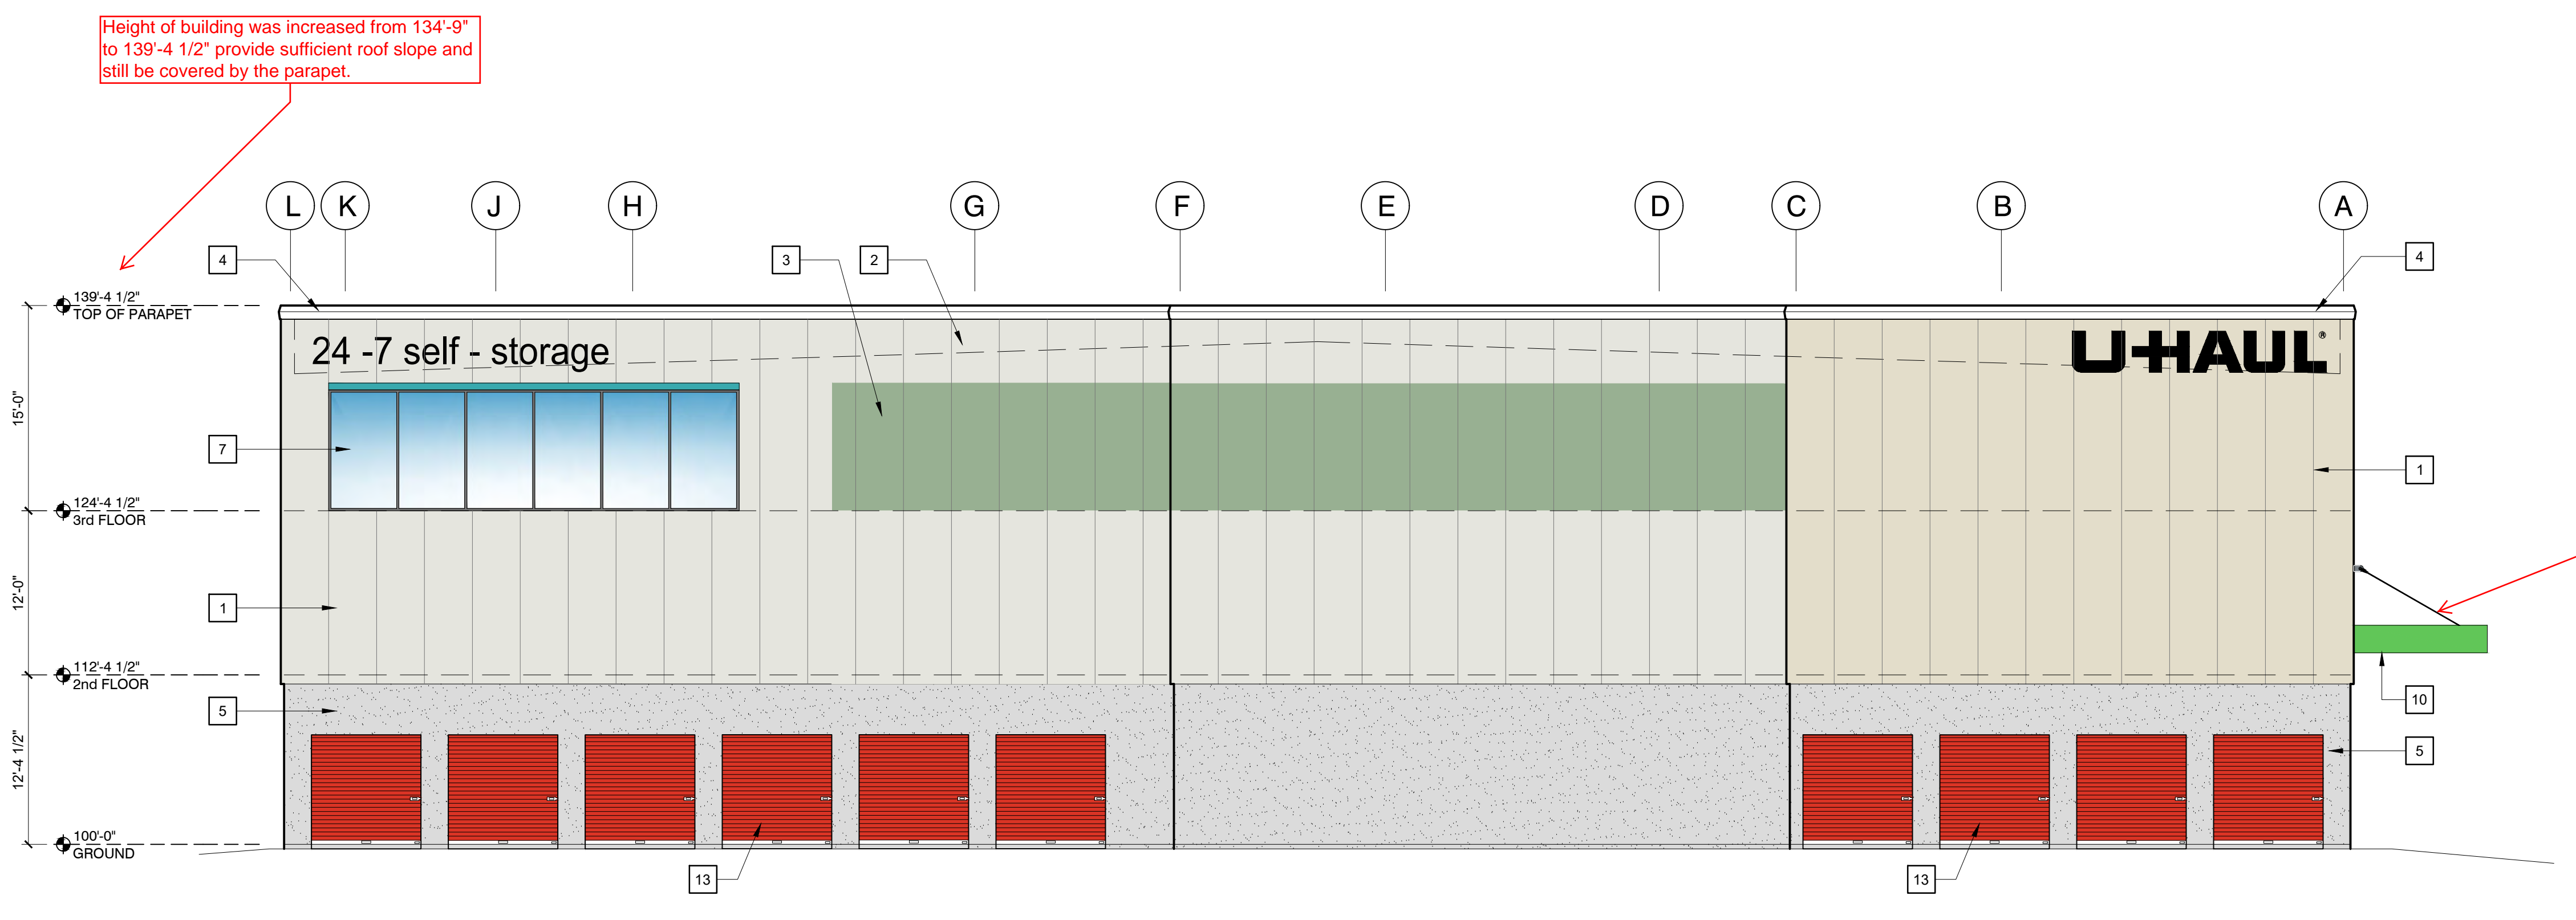 Height of building was increased from 134'-9"
to 139'-4 1/2" provide sufficient roof slope and
still be covered by the parapet.
L K J H G F E D C B A
4 3 2 4
139'-4 1/2"
TOP OF PARAPET
24 -7 self - storage
U-HAUL®
15'-0"
7
1
124'-4 1/2"
3rd FLOOR
12'-0"
1
112'-4 1/2"
2nd FLOOR
10
5
5
12'-4 1/2"
100'-0"
GROUND
13 13